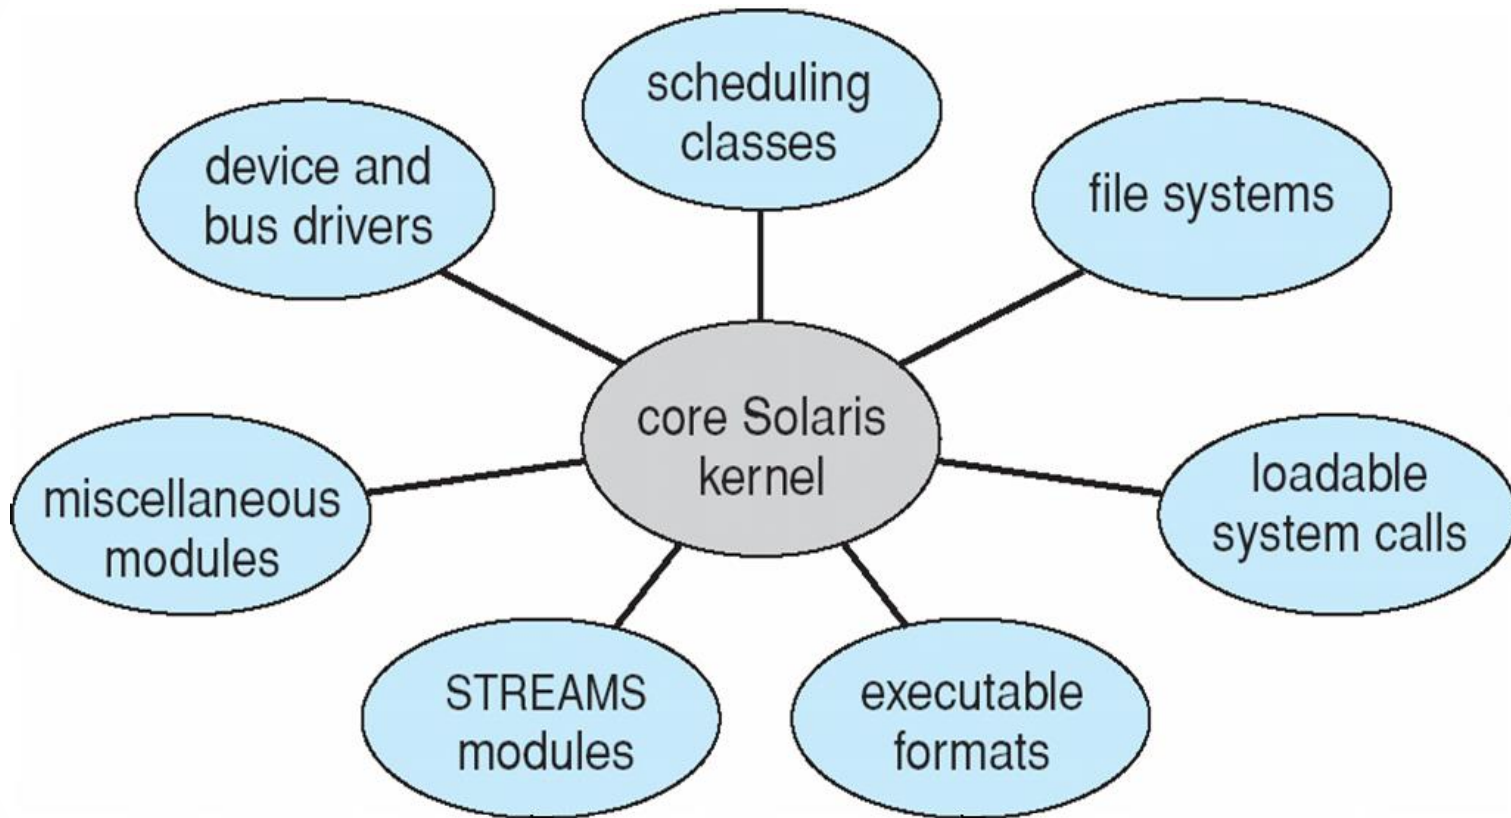 scheduling
classes
device and
bus drivers
file systems
core Solaris
kernel
loadable
system calls
miscellaneous
modules
STREAMS
modules
executable
formats